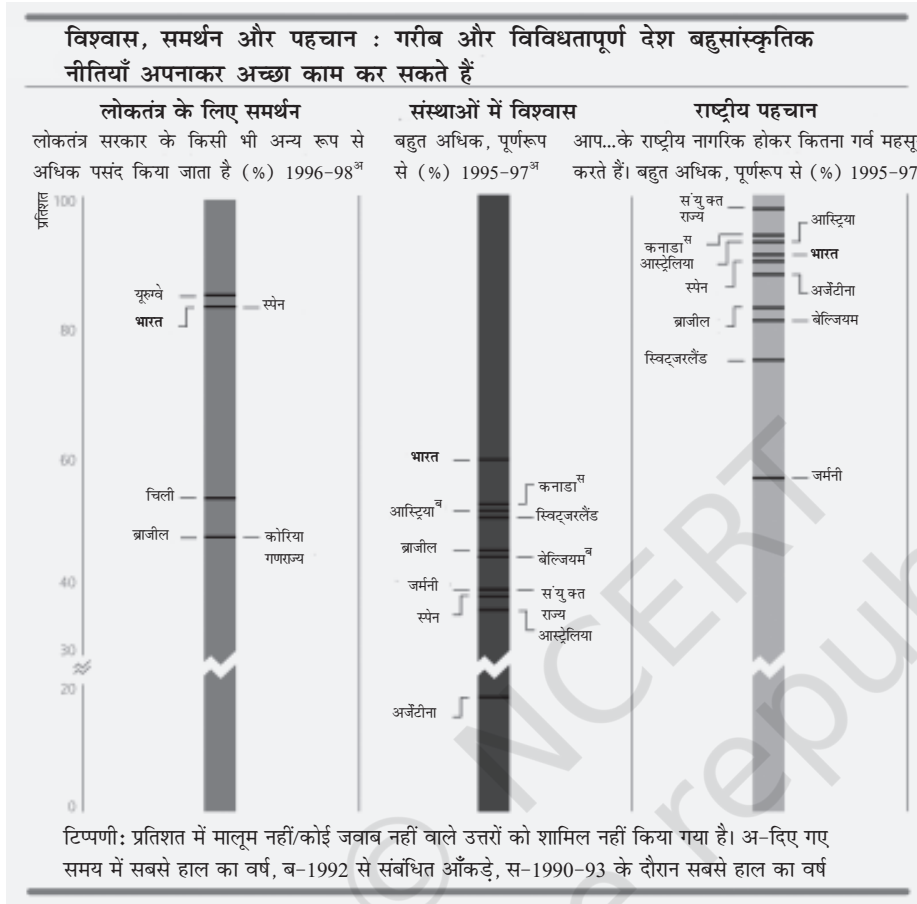 विश्वास, समर्थन और पहचान : गरीब और विविधतापूर्ण देश बहुसांस्कृतिक
नीतियाँ अपनाकर अच्छा काम कर सकते हैं
लोकतंत्र के लिए समर्थन
लोकतंत्र सरकार के किसी भी अन्य रूप से
अधिक पसंद किया जाता है (%) 1996-98अ
संस्थाओं में विश्वास
बहुत अधिक, पूर्णरूप
से (%) 1995-97अ
राष्ट्रीय पहचान
आप...के राष्ट्रीय नागरिक होकर कितना गर्व महसू
करते हैं। बहुत अधिक, पूर्णरूप से (%) 1995-97
प्रतिशत
100
80
60
40
30
20
0
यूरुग्वे
भारत
स्पेन
चिली
ब्राजील
कोरिया
गणराज्य
भारत
कनाडास
आस्ट्रियाब
स्विट्जरलैंड
ब्राजील
बेल्जियमब
जर्मनी
संयुक्त
राज्य
स्पेन
आस्ट्रेलिया
अर्जेंटीना
संयुक्त
राज्य
आस्ट्रिया
कनाडास
आस्ट्रेलिया
भारत
स्पेन
अर्जेंटीना
ब्राजील
बेल्जियम
स्विट्जरलैंड
जर्मनी
टिप्पणी: प्रतिशत में मालूम नहीं/कोई जवाब नहीं वाले उत्तरों को शामिल नहीं किया गया है। अ-दिए गए
समय में सबसे हाल का वर्ष, ब-1992 से संबंधित आँकड़े, स-1990-93 के दौरान सबसे हाल का वर्ष
© NCERT
e republ